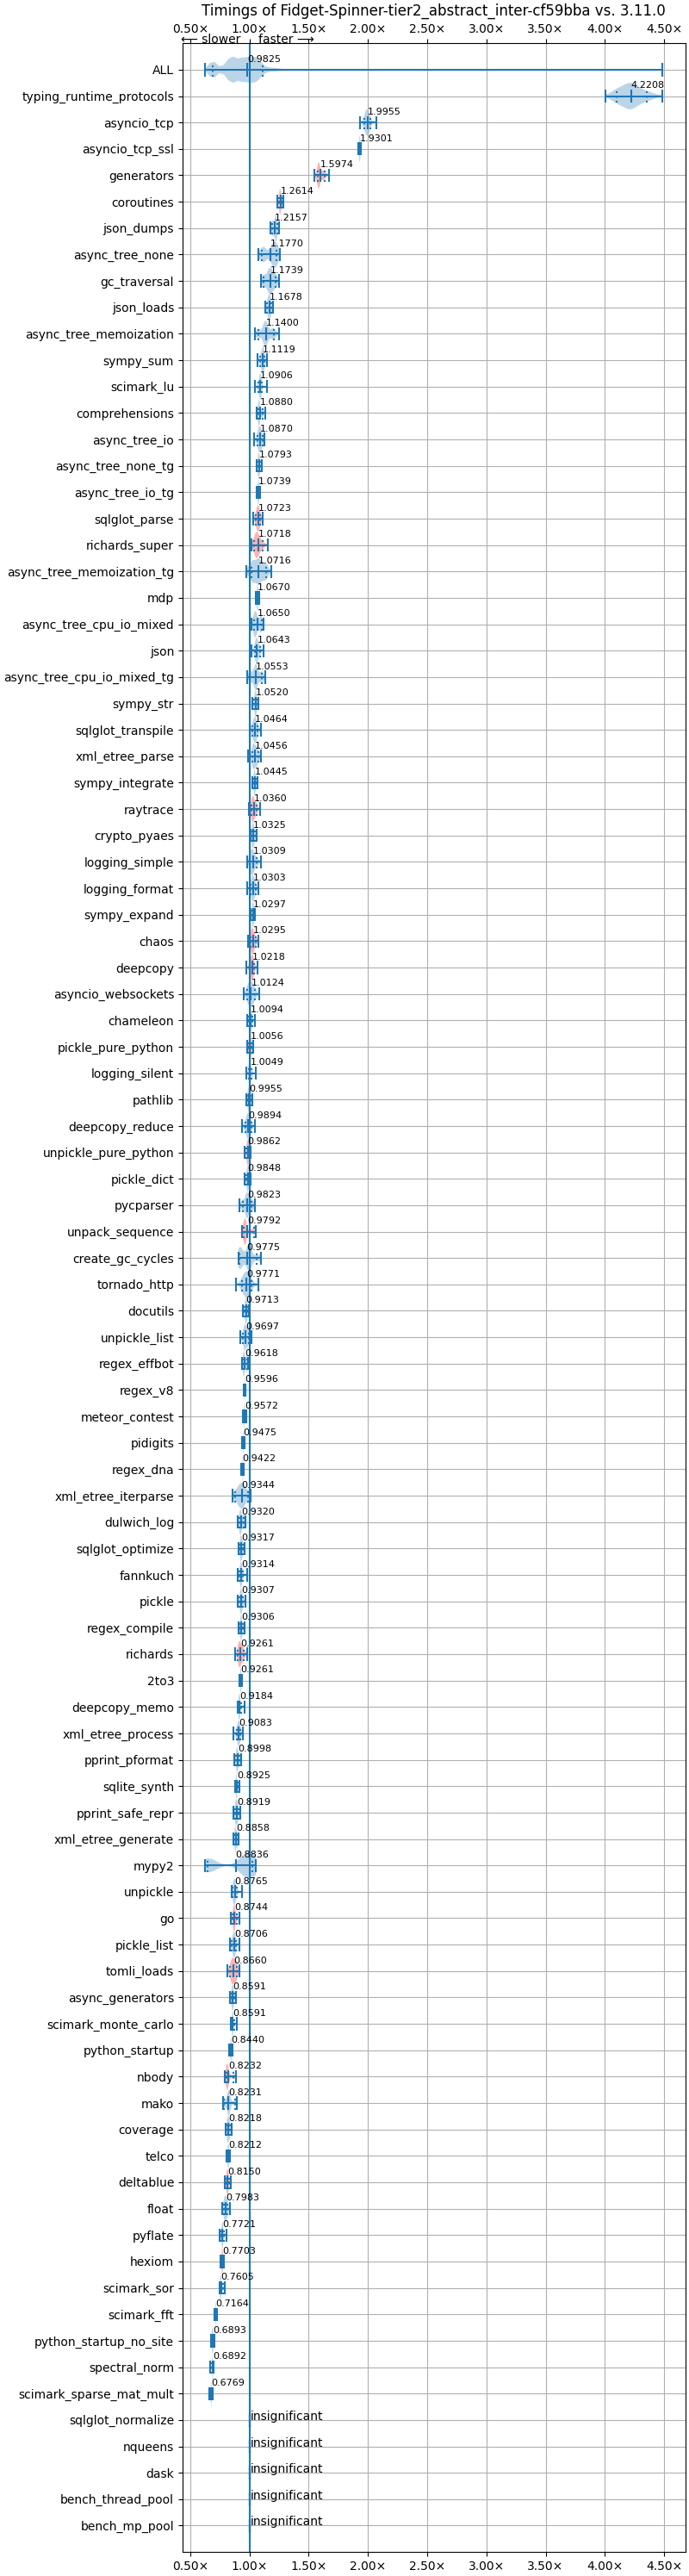 Timings of Fidget-Spinner-tier2_abstract_inter-cf59bba vs. 3.11.0
0.50× 1.00× 1.50× 2.00× 2.50× 3.00× 3.50× 4.00× 4.50×
⟵ slower faster ⟶
ALL 0.9825
typing_runtime_protocols 4.2208
asyncio_tcp 1.9955
asyncio_tcp_ssl 1.9301
generators 1.5974
coroutines 1.2614
json_dumps 1.2157
async_tree_none 1.1770
gc_traversal 1.1739
json_loads 1.1678
async_tree_memoization 1.1400
sympy_sum 1.1119
scimark_lu 1.0906
comprehensions 1.0880
async_tree_io 1.0870
async_tree_none_tg 1.0793
async_tree_io_tg 1.0739
sqlglot_parse 1.0723
richards_super 1.0718
async_tree_memoization_tg 1.0716
mdp 1.0670
async_tree_cpu_io_mixed 1.0650
json 1.0643
async_tree_cpu_io_mixed_tg 1.0553
sympy_str 1.0520
sqlglot_transpile 1.0464
xml_etree_parse 1.0456
sympy_integrate 1.0445
raytrace 1.0360
crypto_pyaes 1.0325
logging_simple 1.0309
logging_format 1.0303
sympy_expand 1.0297
chaos 1.0295
deepcopy 1.0218
asyncio_websockets 1.0124
chameleon 1.0094
pickle_pure_python 1.0056
logging_silent 1.0049
pathlib 0.9955
deepcopy_reduce 0.9894
unpickle_pure_python 0.9862
pickle_dict 0.9848
pycparser 0.9823
unpack_sequence 0.9792
create_gc_cycles 0.9775
tornado_http 0.9771
docutils 0.9713
unpickle_list 0.9697
regex_effbot 0.9618
regex_v8 0.9596
meteor_contest 0.9572
pidigits 0.9475
regex_dna 0.9422
xml_etree_iterparse 0.9344
dulwich_log 0.9320
sqlglot_optimize 0.9317
fannkuch 0.9314
pickle 0.9307
regex_compile 0.9306
richards 0.9261
2to3 0.9261
deepcopy_memo 0.9184
xml_etree_process 0.9083
pprint_pformat 0.8998
sqlite_synth 0.8925
pprint_safe_repr 0.8919
xml_etree_generate 0.8858
mypy2 0.8836
unpickle 0.8765
go 0.8744
pickle_list 0.8706
tomli_loads 0.8660
async_generators 0.8591
scimark_monte_carlo 0.8591
python_startup 0.8440
nbody 0.8232
mako 0.8231
coverage 0.8218
telco 0.8212
deltablue 0.8150
float 0.7983
pyflate 0.7721
hexiom 0.7703
scimark_sor 0.7605
scimark_fft 0.7164
python_startup_no_site 0.6893
spectral_norm 0.6892
scimark_sparse_mat_mult 0.6769
sqlglot_normalize insignificant
nqueens insignificant
dask insignificant
bench_thread_pool insignificant
bench_mp_pool insignificant
0.50× 1.00× 1.50× 2.00× 2.50× 3.00× 3.50× 4.00× 4.50×